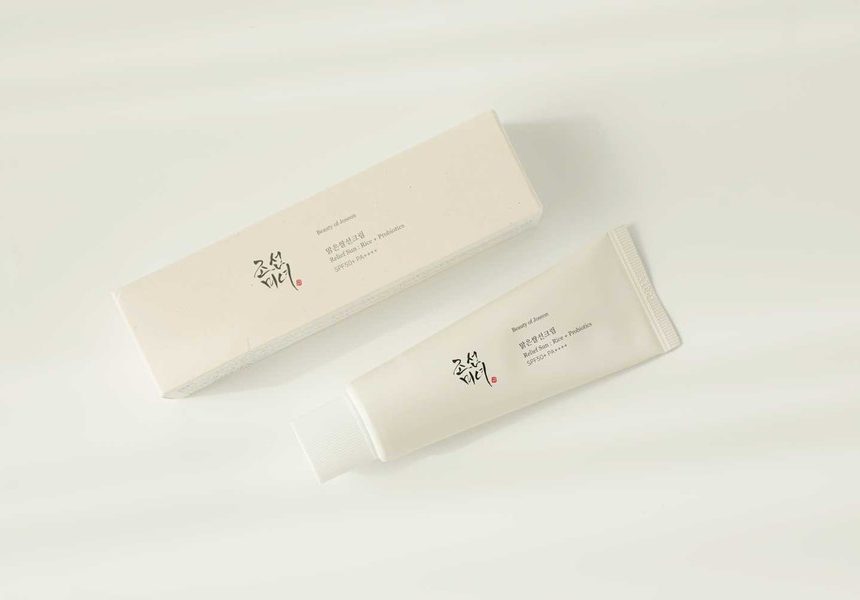 조선
미녀
Beauty of Joseon
맑은쌀선크림
Relief Sun : Rice + Probiotics
SPF50+ PA++++
조선
미녀
Beauty of Joseon
맑은쌀선크림
Relief Sun : Rice + Probiotics
SPF50+ PA++++